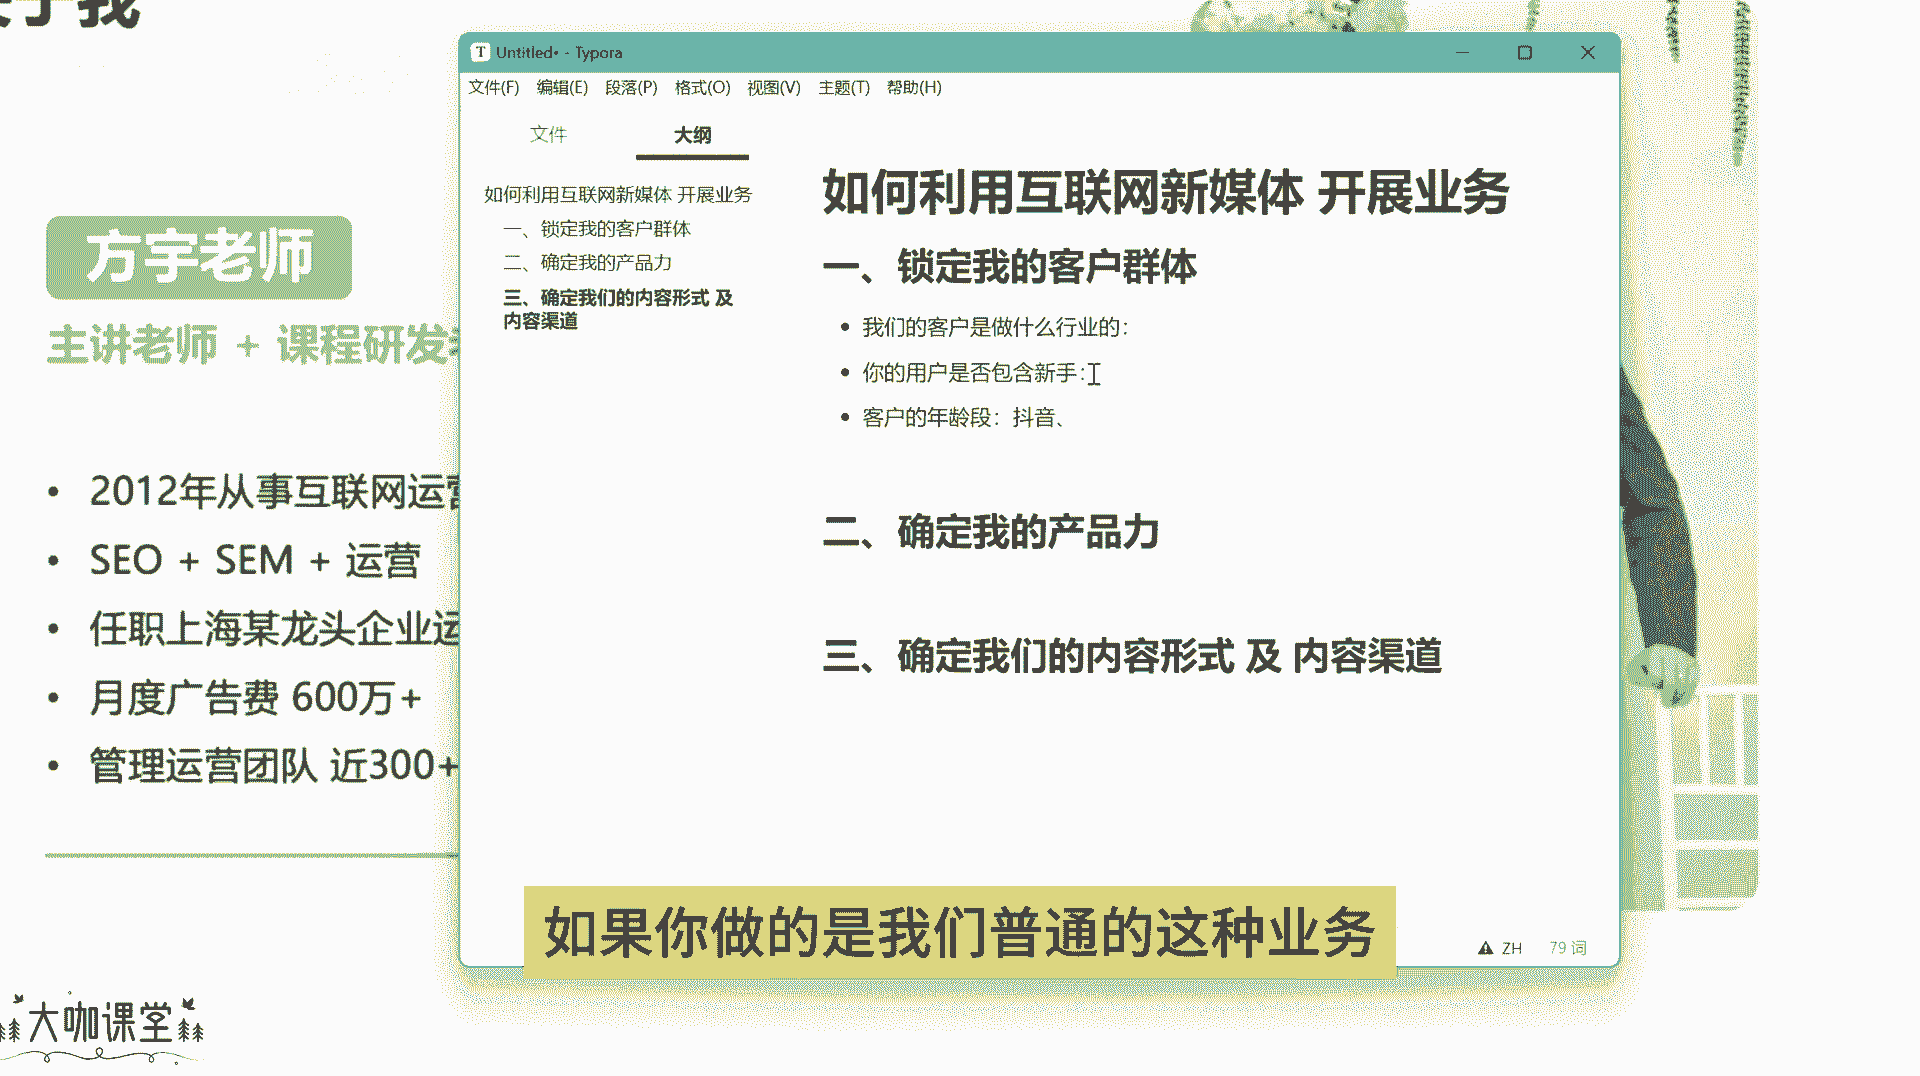 于我
方宇老师
主讲老师 + 课程研发
2012年从事互联网运营
SEO + SEM + 运营
任职上海某龙头企业运
月度广告费 600万+
管理运营团队 近300+
大咖课堂
T Untitled• - Typora
文件(F) 编辑(E) 段落(P) 格式(O) 视图(V) 主题(T) 帮助(H)
文件 大纲
如何利用互联网新媒体 开展业务
一、锁定我的客户群体
二、确定我的产品力
三、确定我们的内容形式 及
内容渠道
如何利用互联网新媒体 开展业务
一、锁定我的客户群体
我们的客户是做什么行业的：
你的用户是否包含新手：
客户的年龄段：抖音、
二、确定我的产品力
三、确定我们的内容形式 及 内容渠道
ZH 79 词
如果你做的是我们普通的这种业务